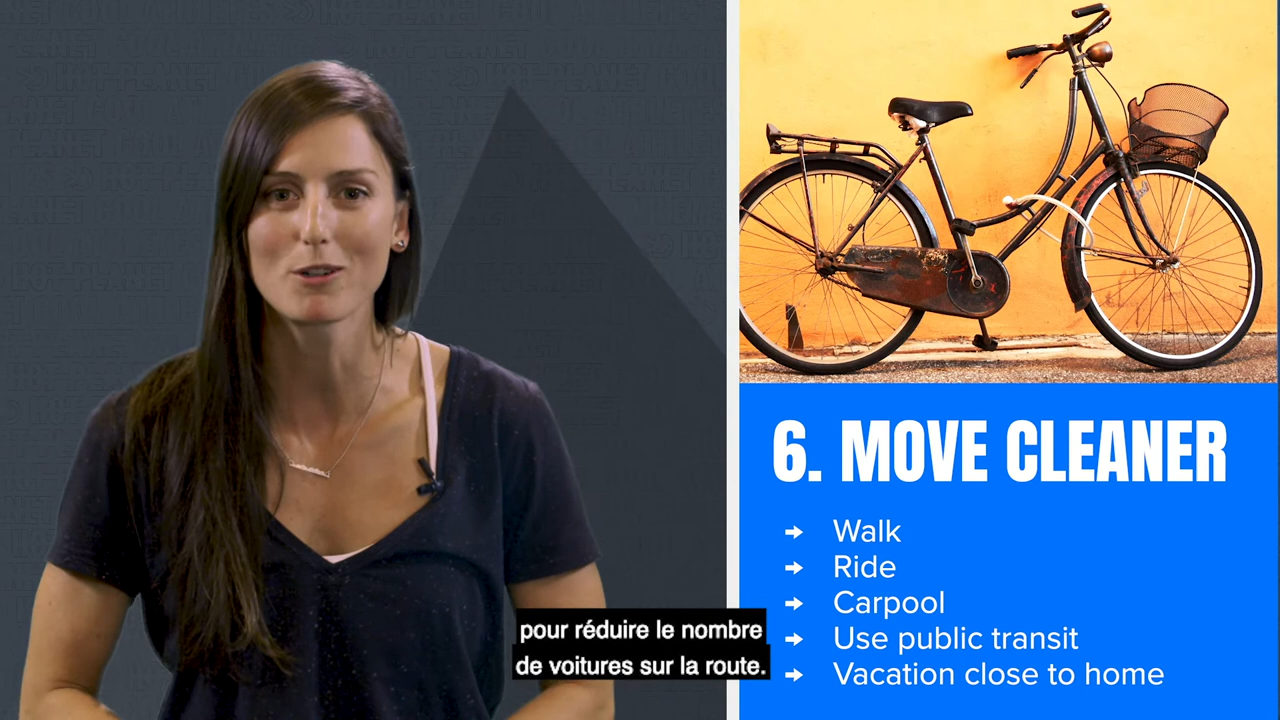 6. MOVE CLEANER
➔ Walk
➔ Ride
➔ Carpool
➔ Use public transit
➔ Vacation close to home
pour réduire le nombre
de voitures sur la route.